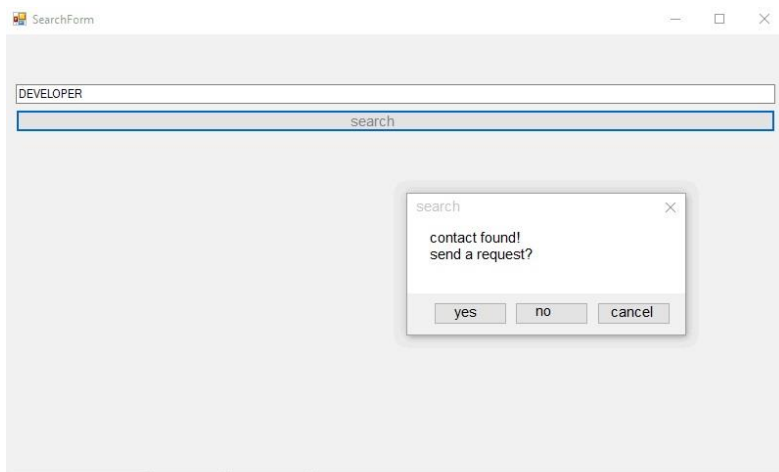 SearchForm
DEVELOPER
search
search
contact found!
send a request?
yes no cancel